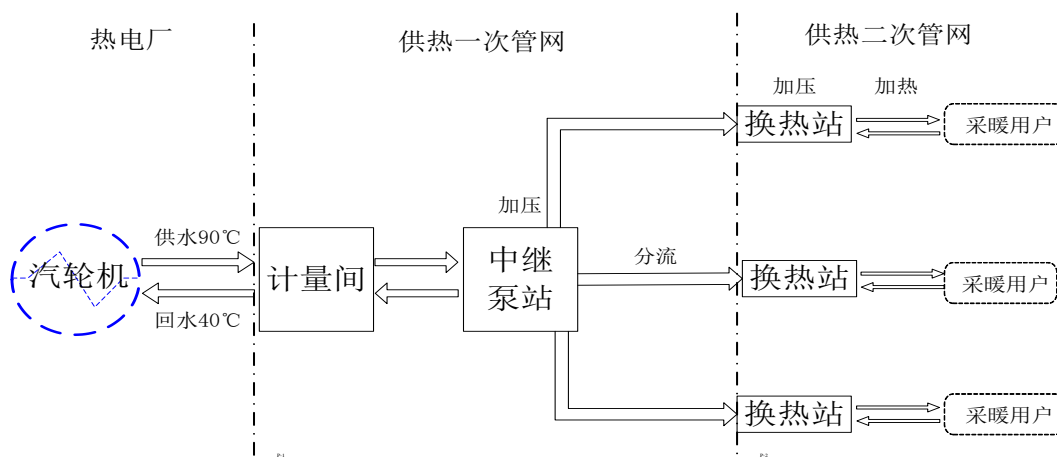 热电厂
供热一次管网
供热二次管网
加压
加热
换热站
采暖用户
加压
供水90℃
汽轮机
回水40℃
计量间
中继
泵站
分流
换热站
采暖用户
换热站
采暖用户